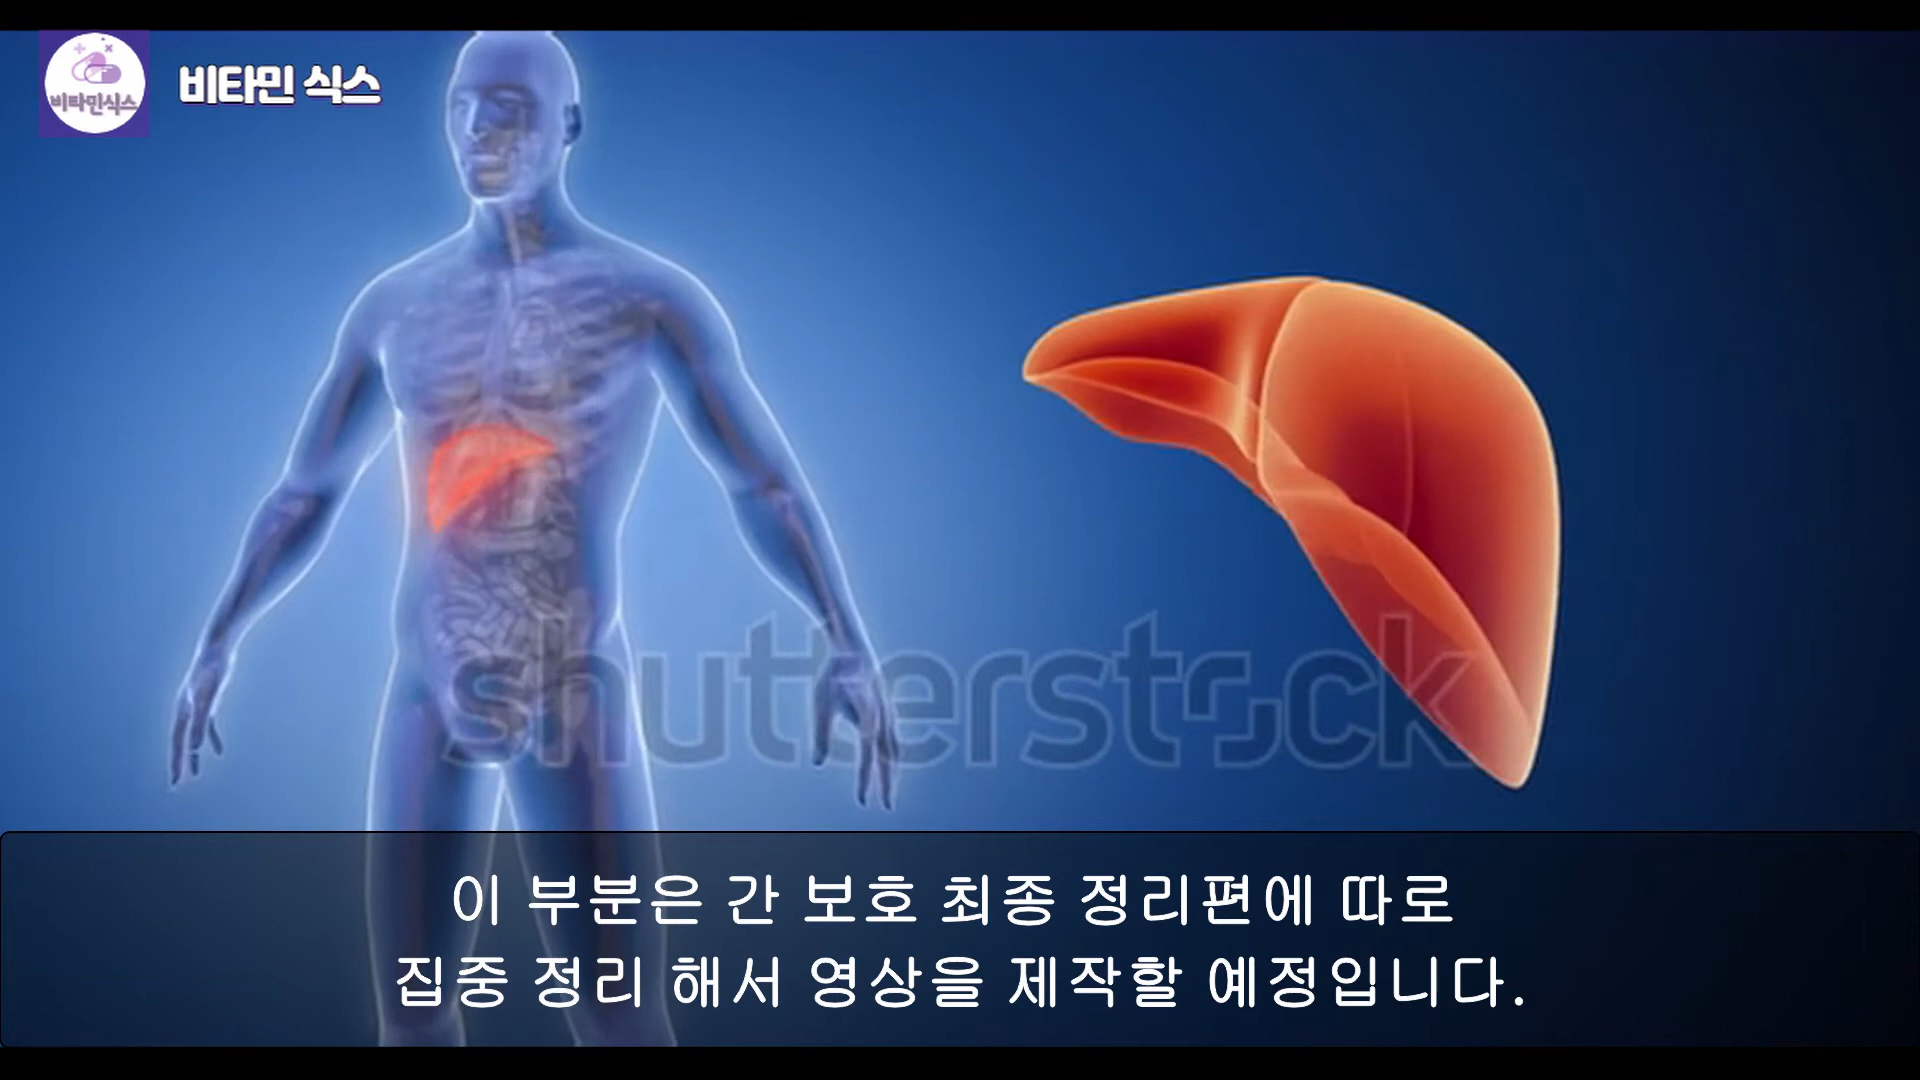 비타민식스
비타민 식스
shutterstock
이 부분은 간 보호 최종 정리편에 따로
집중 정리 해서 영상을 제작할 예정입니다.